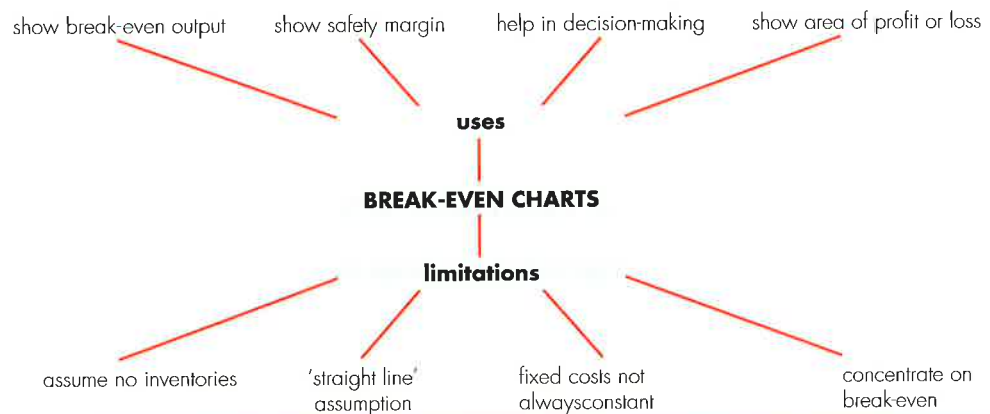 show break-even output
show safety margin
help in decision-making
show area of profit or loss
uses
BREAK-EVEN CHARTS
limitations
assume no inventories
'straight line'
assumption
fixed costs not
alwaysconstant
concentrate on
break-even